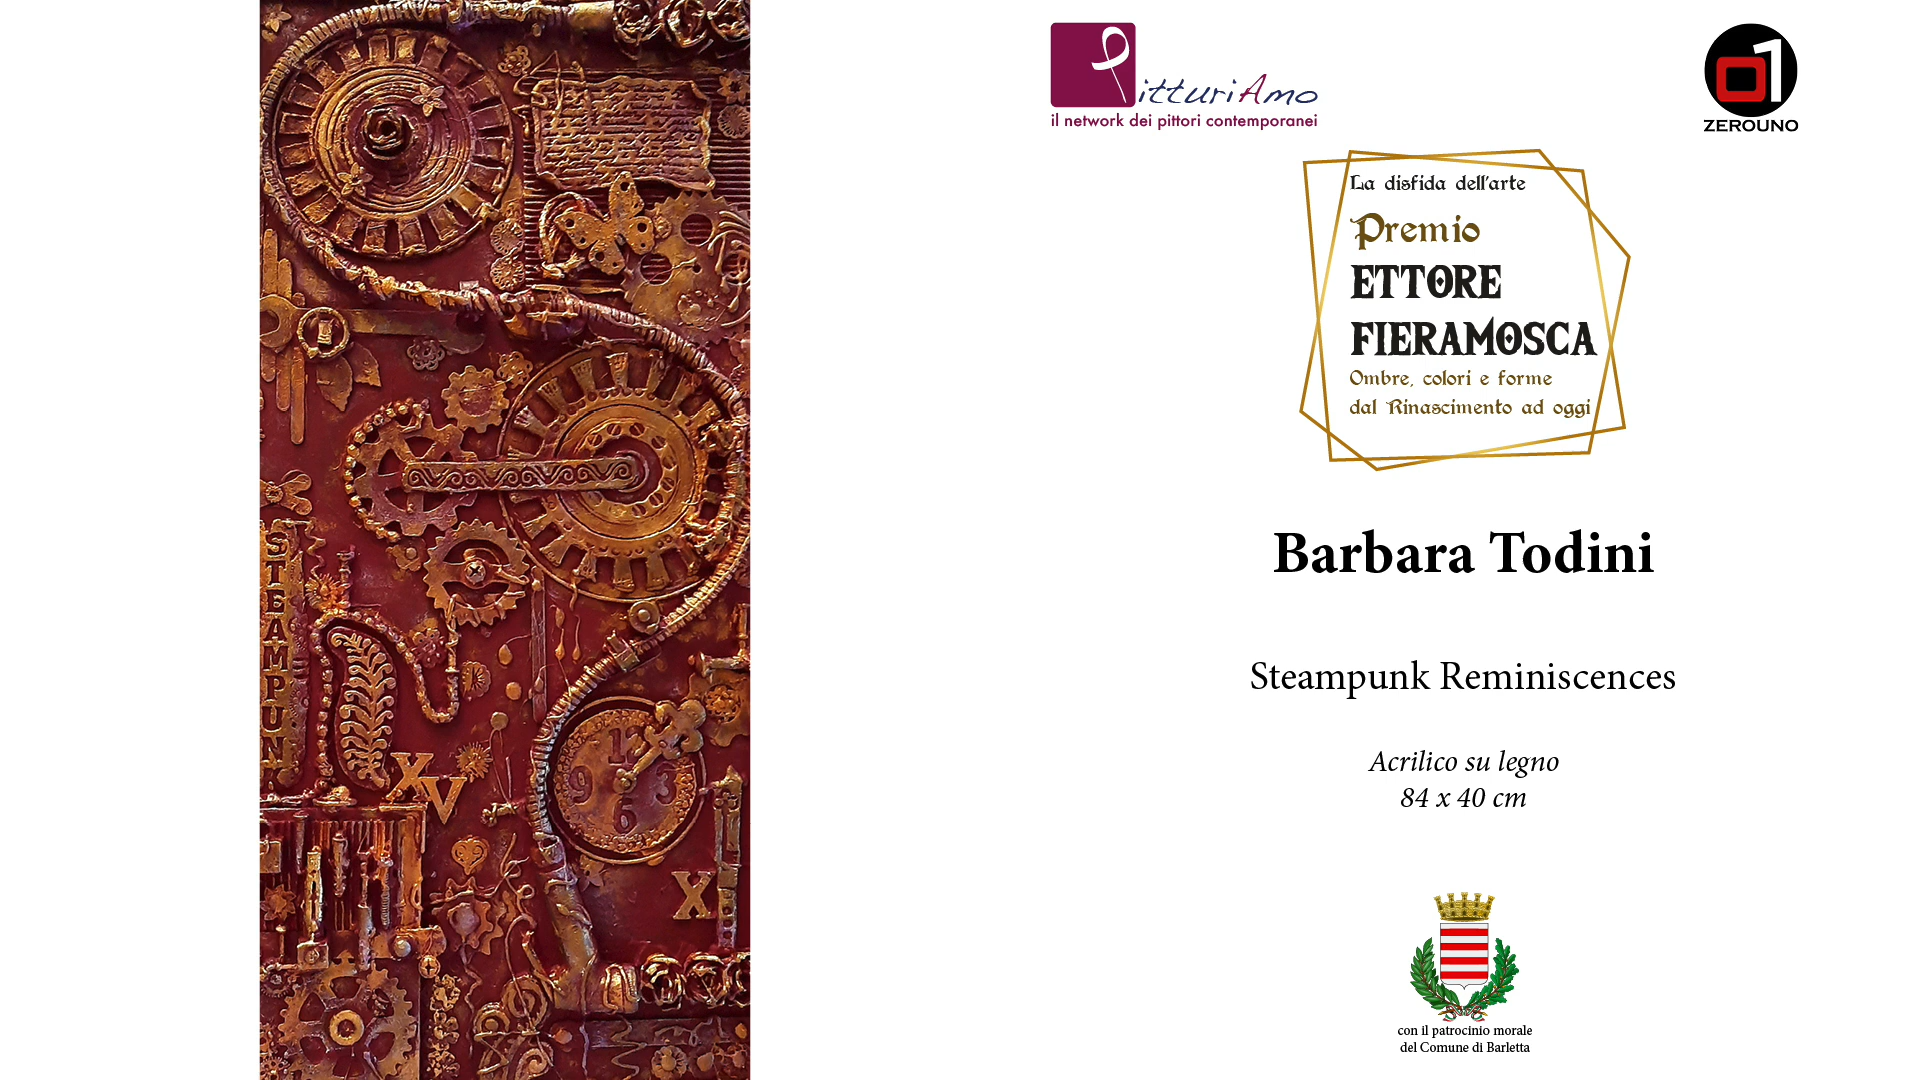 STEAMPUN
XV
12
9
3
6
X
PitturiAmo
il network dei pittori contemporanei
01
ZEROUNO
La disfida dell'arte
Premio
ETTORE
FIERAMOSCA
Ombre, colori e forme
dal Rinascimento ad oggi
Barbara Todini
Steampunk Reminiscences
Acrilico su legno
84 x 40 cm
con il patrocinio morale
del Comune di Barletta